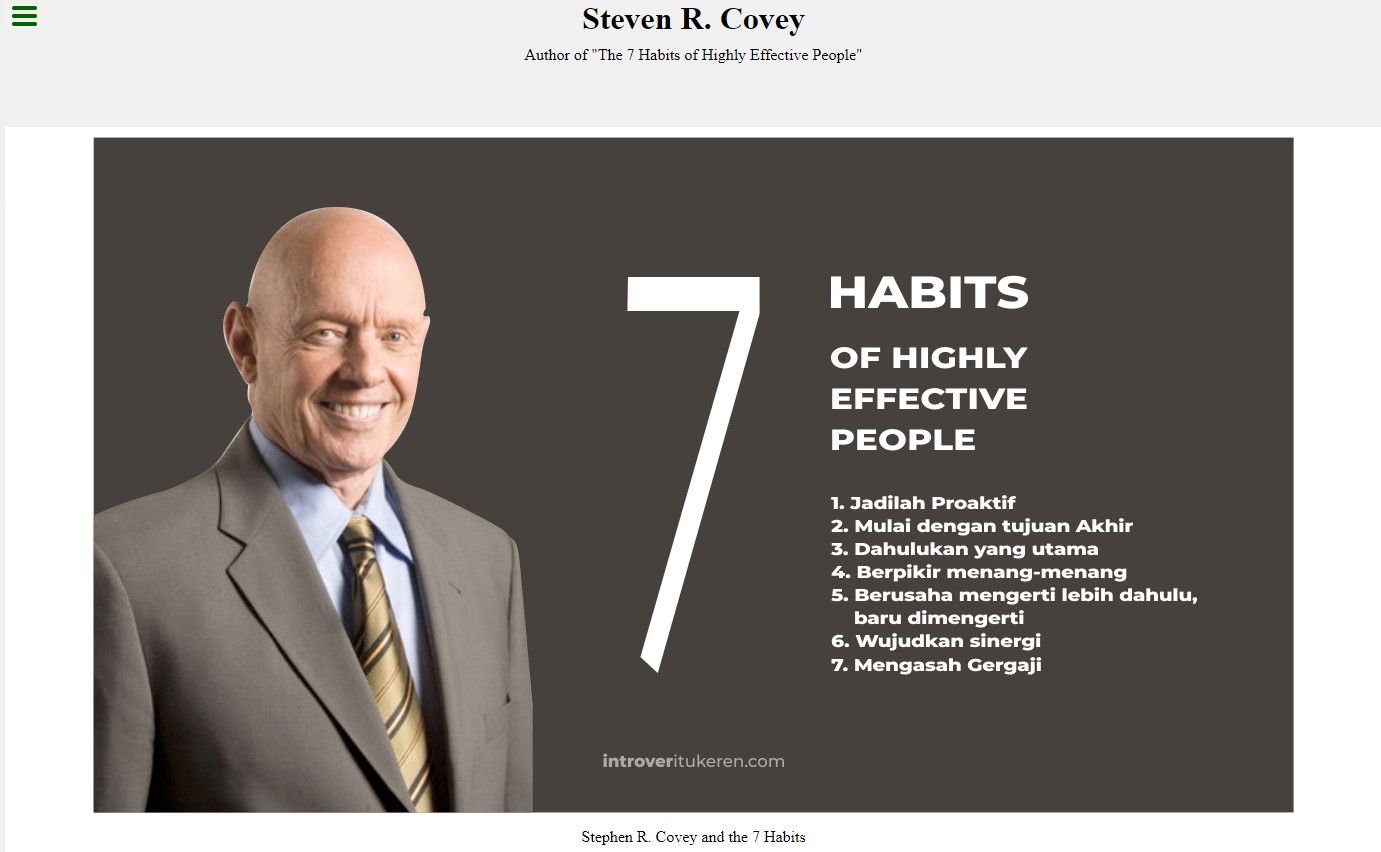 Steven R. Covey
Author of "The 7 Habits of Highly Effective People"
7
HABITS
OF HIGHLY
EFFECTIVE
PEOPLE
1. Jadilah Proaktif
2. Mulai dengan tujuan Akhir
3. Dahulukan yang utama
4. Berpikir menang-menang
5. Berusaha mengerti lebih dahulu,
baru dimengerti
6. Wujudkan sinergi
7. Mengasah Gergaji
introveritukeren.com
Stephen R. Covey and the 7 Habits